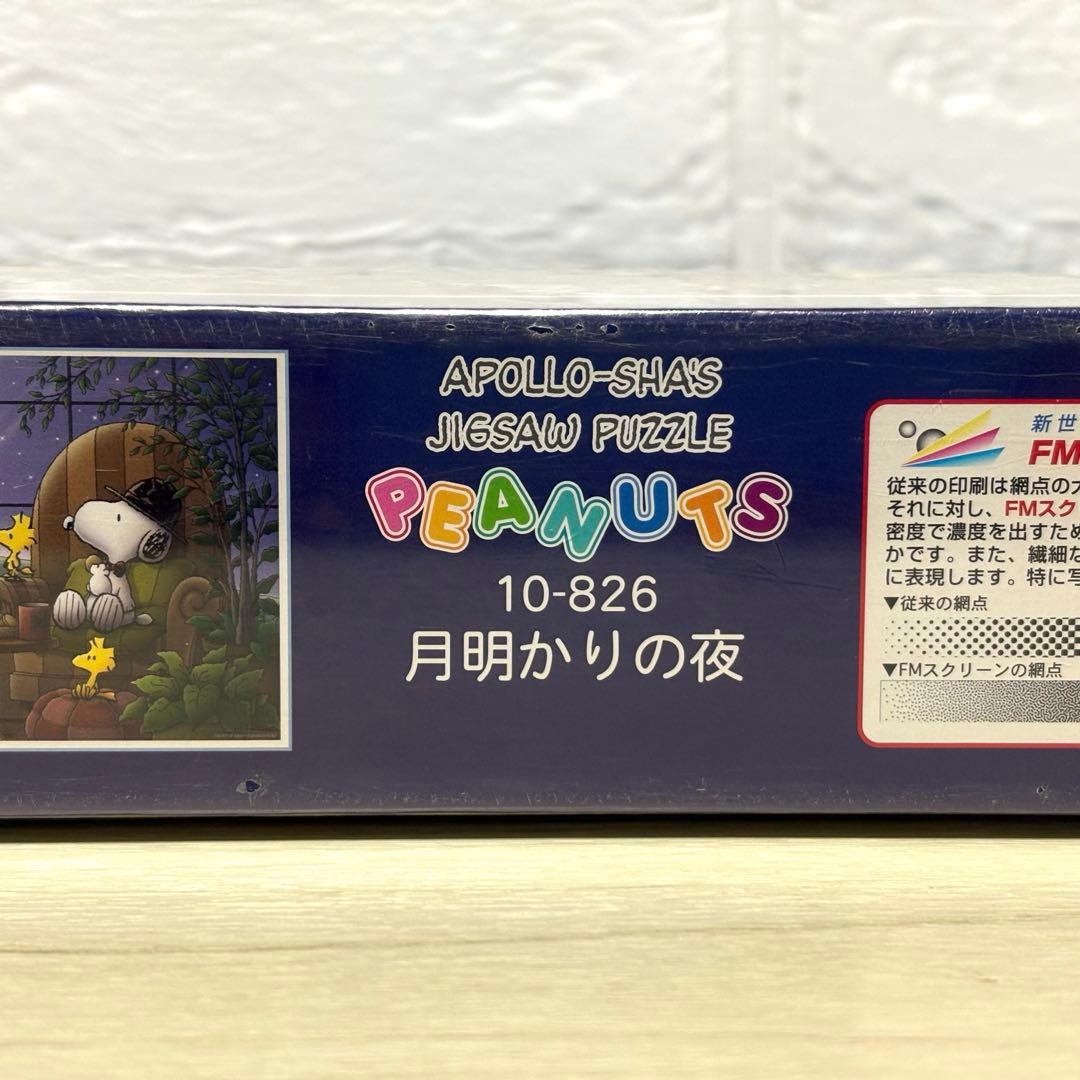 APOLLO-SHA'S
JIGSAW PUZZLE
PEANUTS
10-826
月明かりの夜
新世
FM
従来の印刷は網点の大
それに対し、FMスク
密度で濃度を出すため
かです。また、繊細な
に表現します。特に写
▼従来の網点
▼FMスクリーンの網点